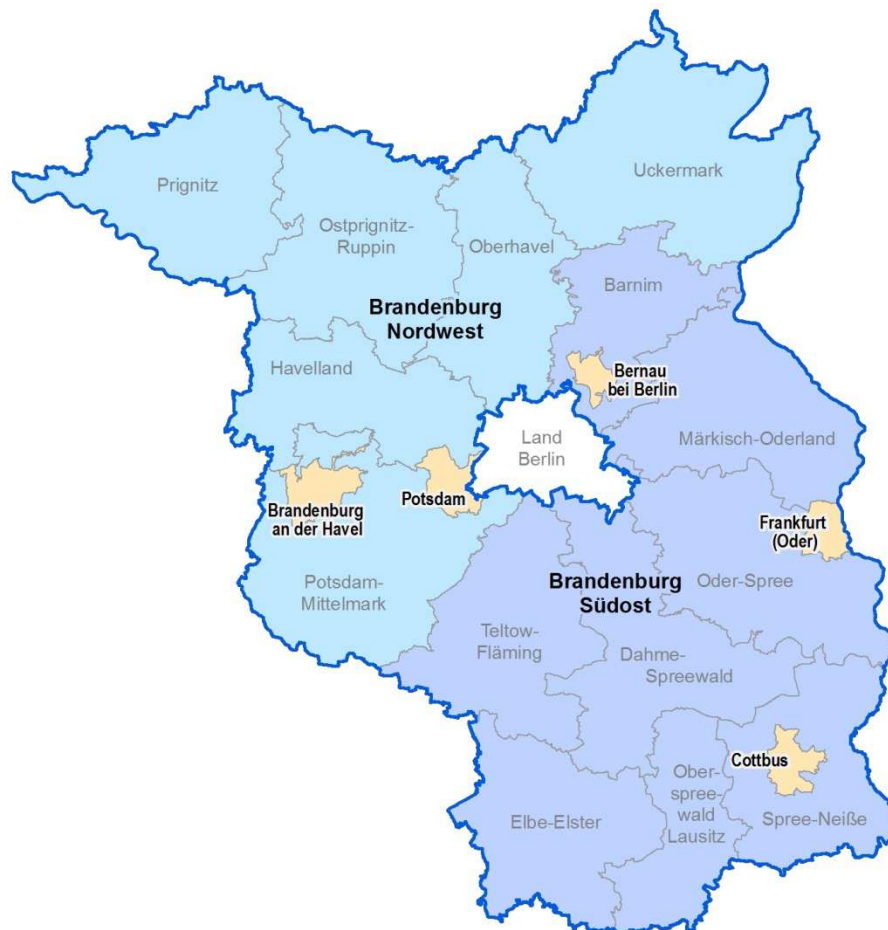 Uckermark
Prignitz
Ostprignitz-
Ruppin
Oberhavel
Barnim
Brandenburg
Nordwest
Havelland
Bernau
bei Berlin
Land
Berlin
Märkisch-Oderland
Potsdam
Brandenburg
an der Havel
Frankfurt
(Oder)
Potsdam-
Mittelmark
Brandenburg
Südost
Oder-Spree
Teltow-
Fläming
Dahme-
Spreewald
Cottbus
Ober-
spree-
wald
Lausitz
Elbe-Elster
Spree-Neiße